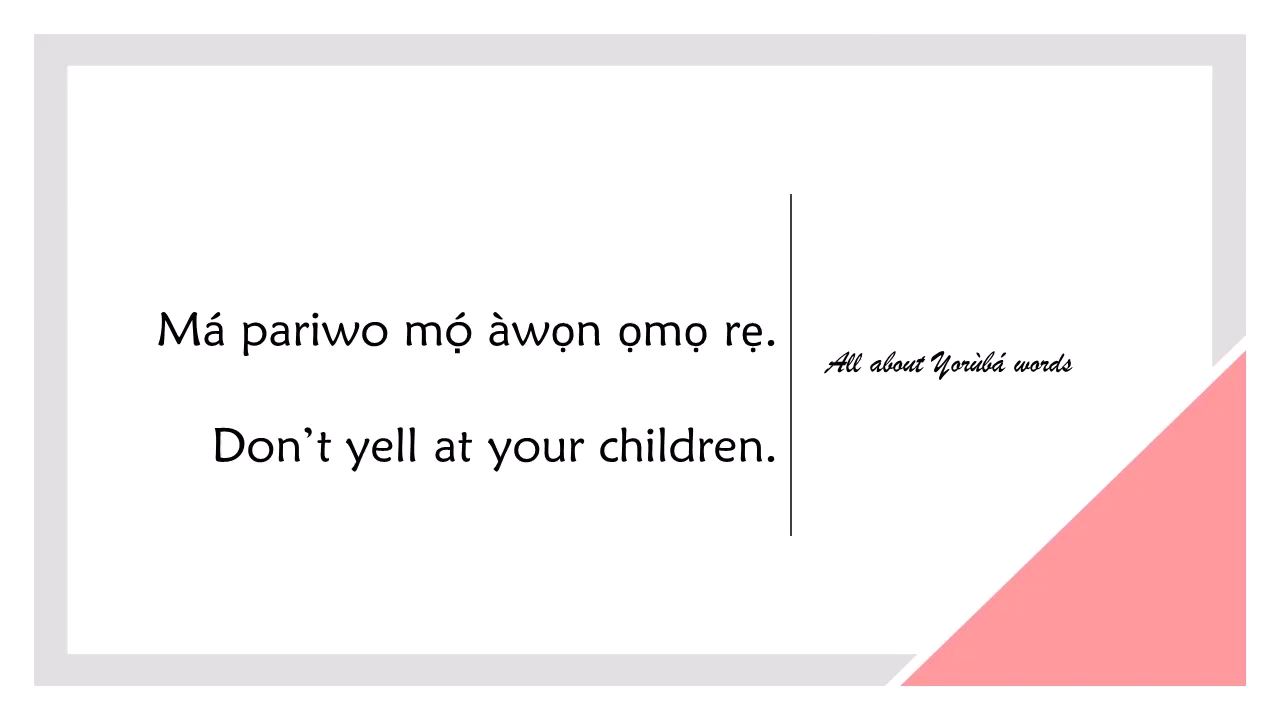 Má pariwo mọ́ àwọn ọmọ rẹ.
Don’t yell at your children.
All about Yorùbá words